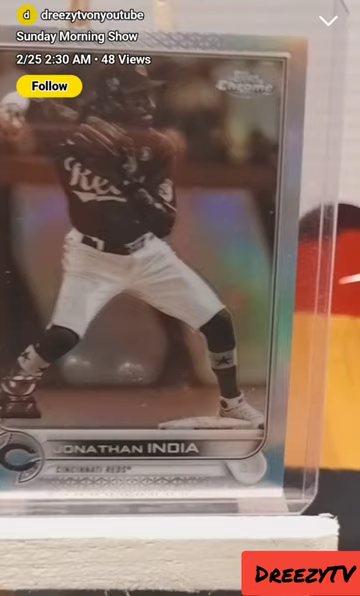 d dreezytvonyoutube
Sunday Morning Show
2/25 2:30 AM • 48 Views
Follow
Topps
Chrome
Reds
C
JONATHAN INDIA
CINCINNATI REDS®
DREEZYTV